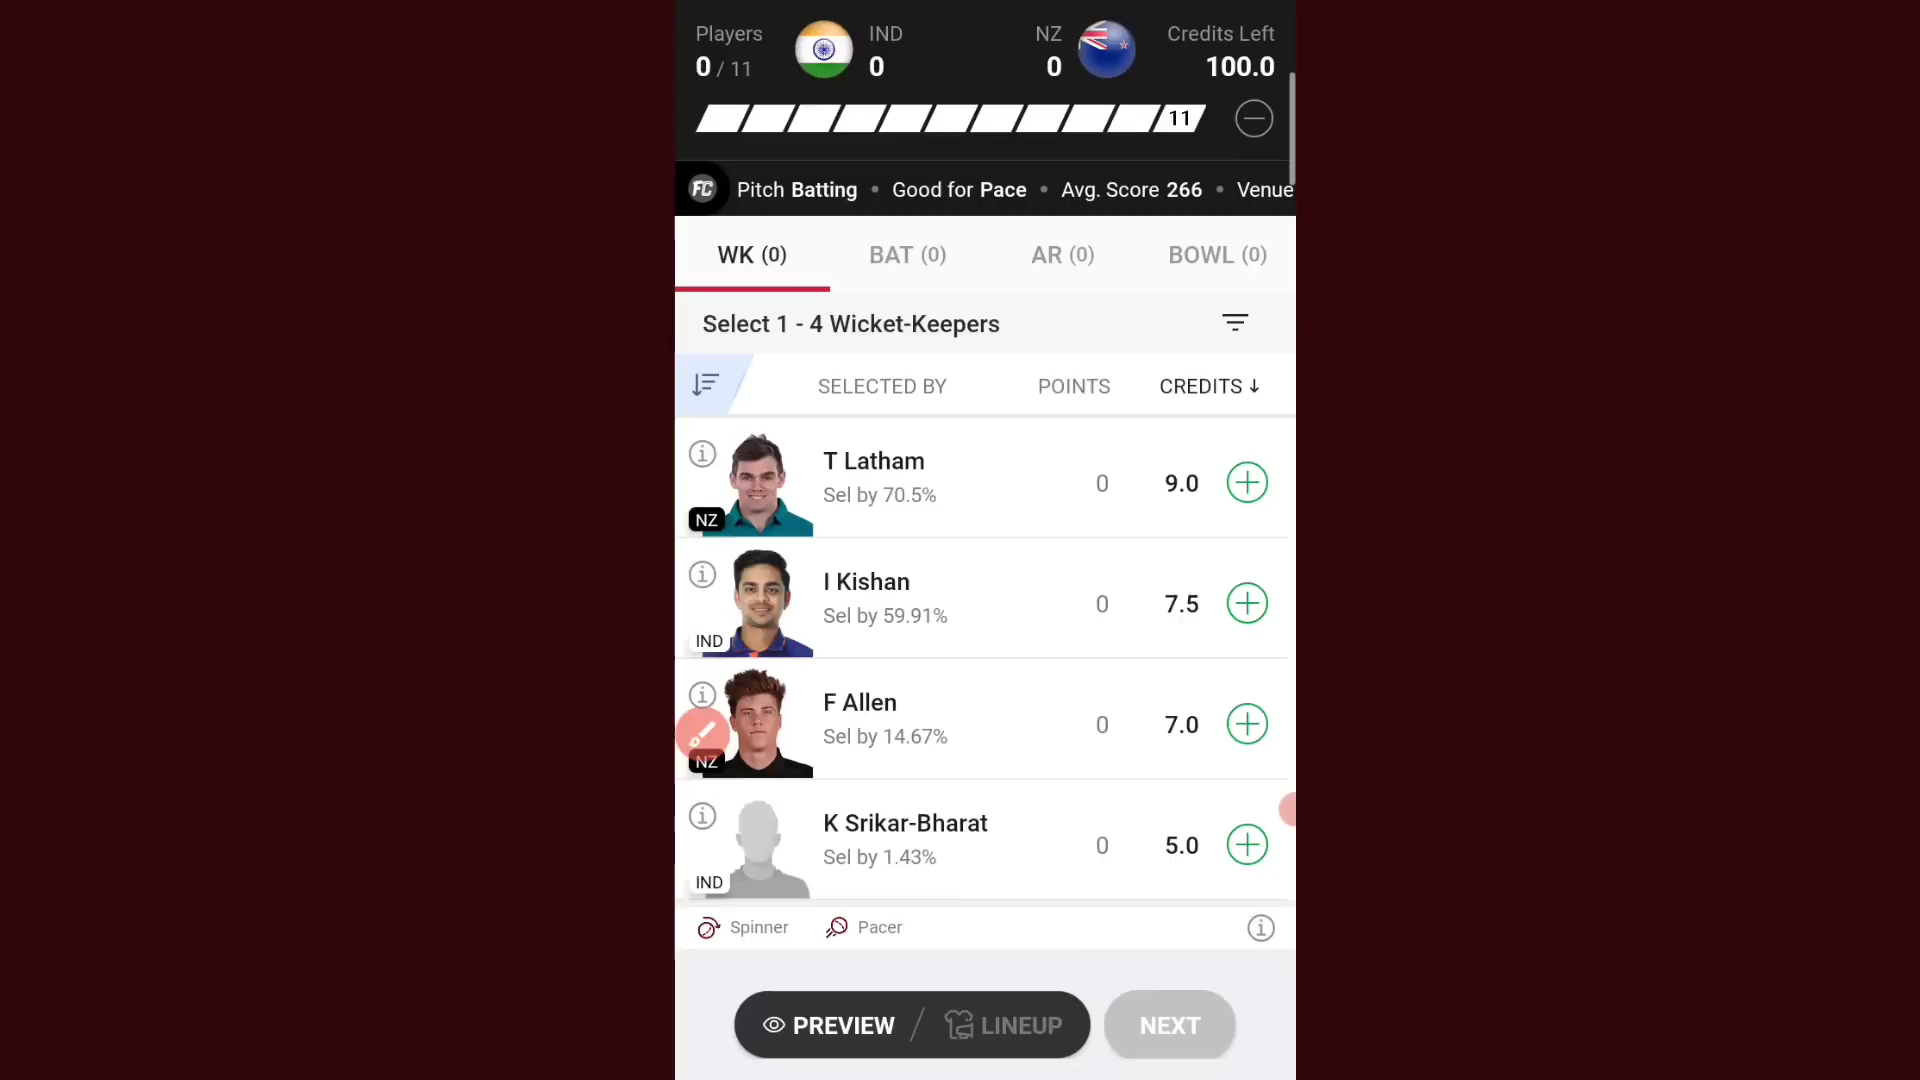 Players IND NZ Credits Left
0 / 11 0 0 100.0
11
FC Pitch Batting • Good for Pace • Avg. Score 266 • Venue
WK (0) BAT (0) AR (0) BOWL (0)
Select 1 - 4 Wicket-Keepers
SELECTED BY POINTS CREDITS ↓
T Latham
Sel by 70.5% 0 9.0
NZ
I Kishan
Sel by 59.91% 0 7.5
IND
F Allen
Sel by 14.67% 0 7.0
NZ
K Srikar-Bharat
Sel by 1.43% 0 5.0
IND
Spinner Pacer
PREVIEW / LINEUP NEXT